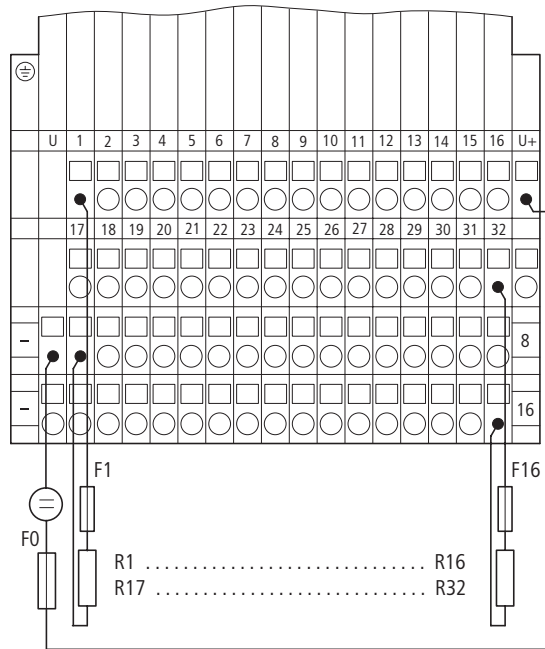 U 1 2 3 4 5 6 7 8 9 10 11 12 13 14 15 16 U+
17 18 19 20 21 22 23 24 25 26 27 28 29 30 31 32
– 8
– 16
F1 F16
F0
R1 ............................ R16
R17 ........................... R32